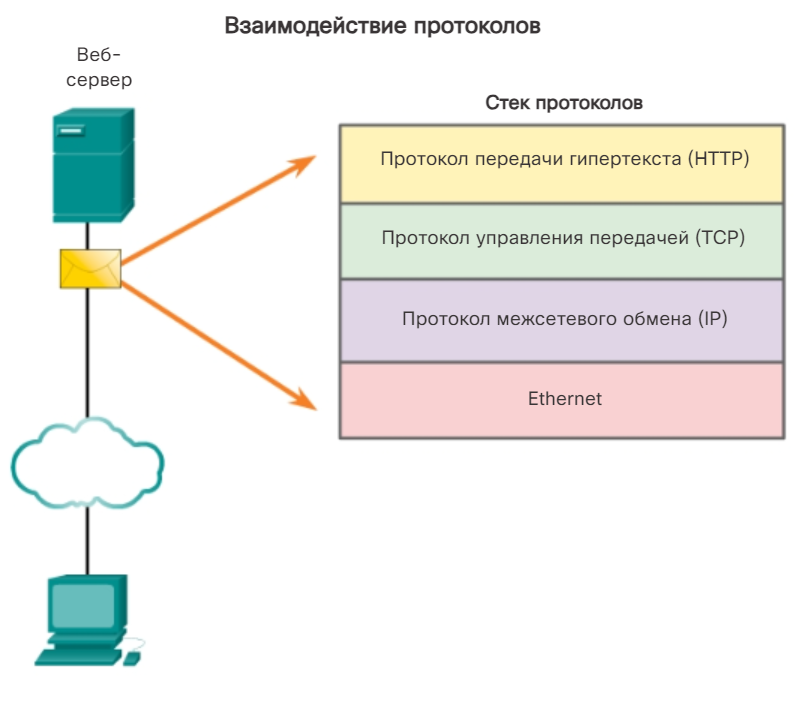 Взаимодействие протоколов
Веб-
сервер
Стек протоколов
Протокол передачи гипертекста (HTTP)
Протокол управления передачей (TCP)
Протокол межсетевого обмена (IP)
Ethernet